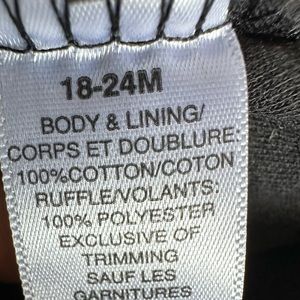 18-24M
BODY & LINING/
CORPS ET DOUBLURE:
100%COTTON/COTON
RUFFLE/VOLANTS:
100% POLYESTER
EXCLUSIVE OF
TRIMMING
SAUF LES
GARNITURES